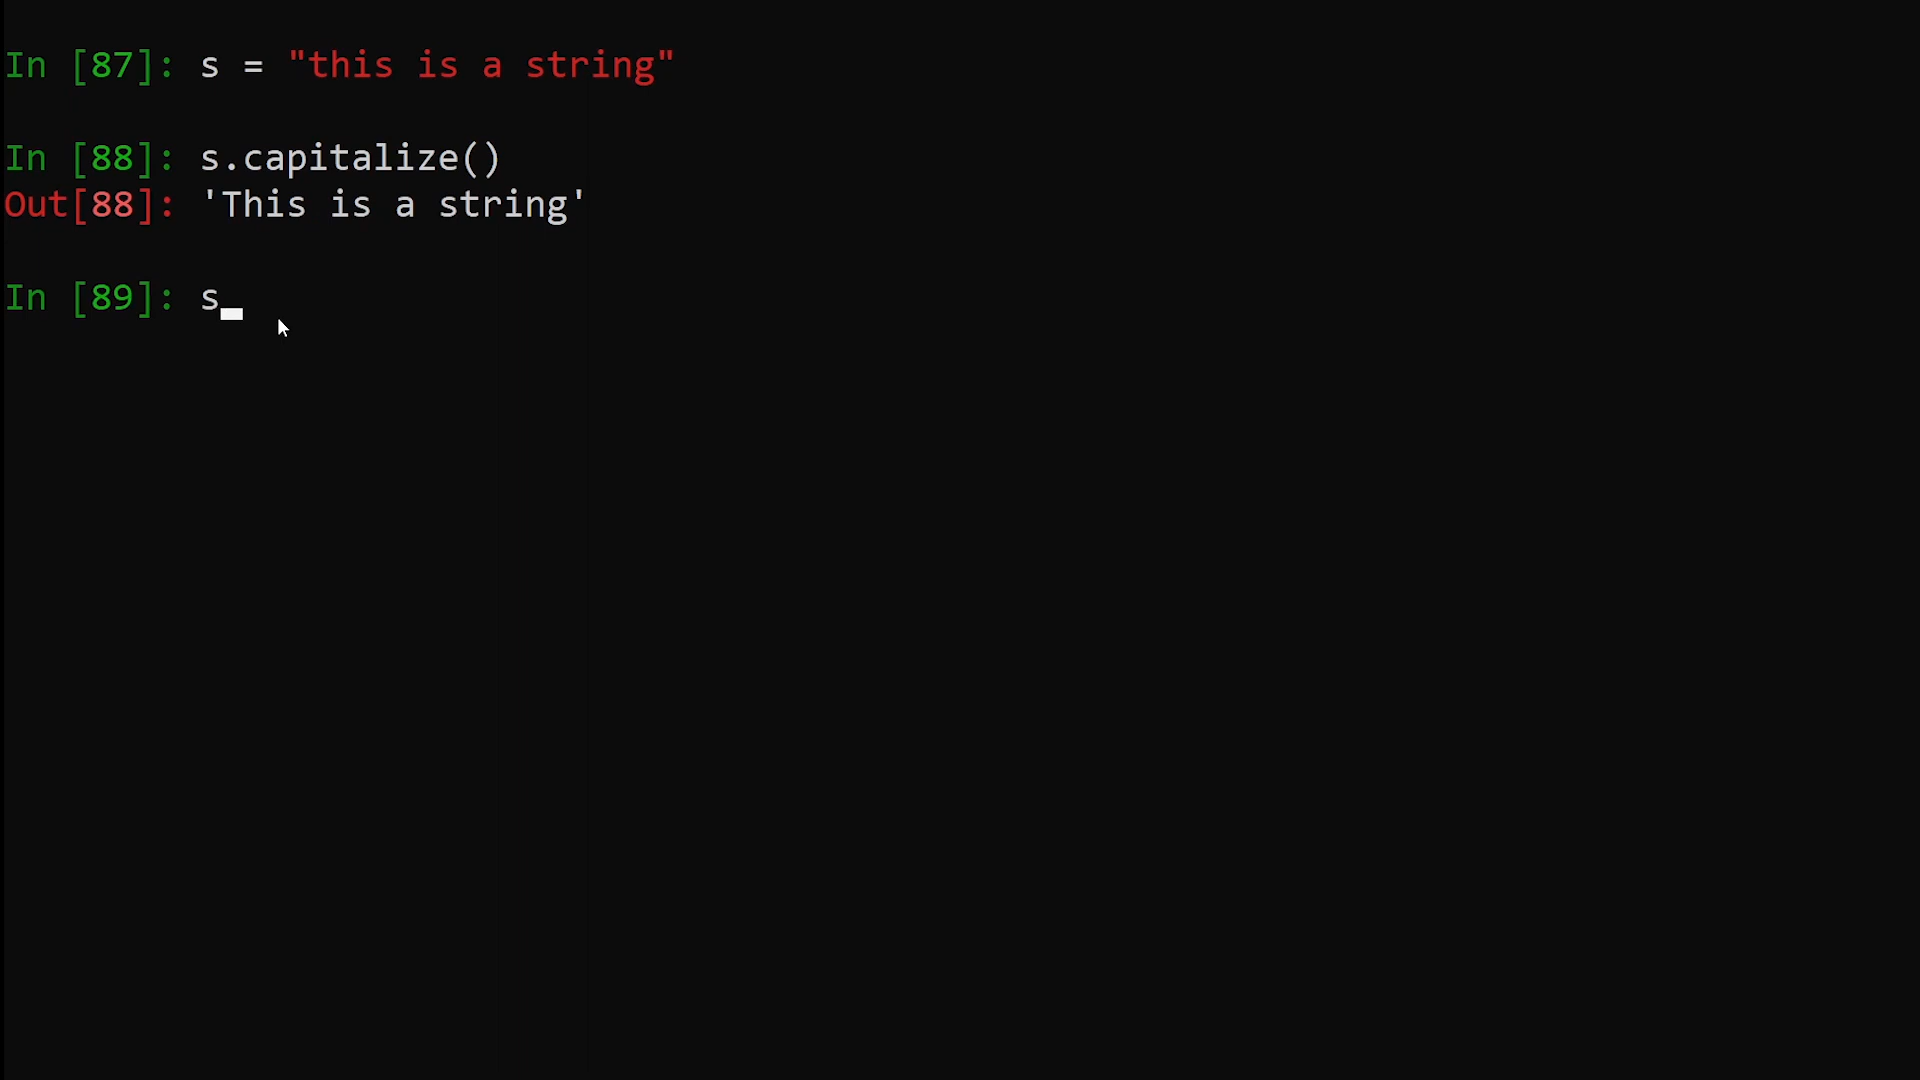 In [87]: s = "this is a string"
In [88]: s.capitalize()
Out[88]: 'This is a string'
In [89]: s